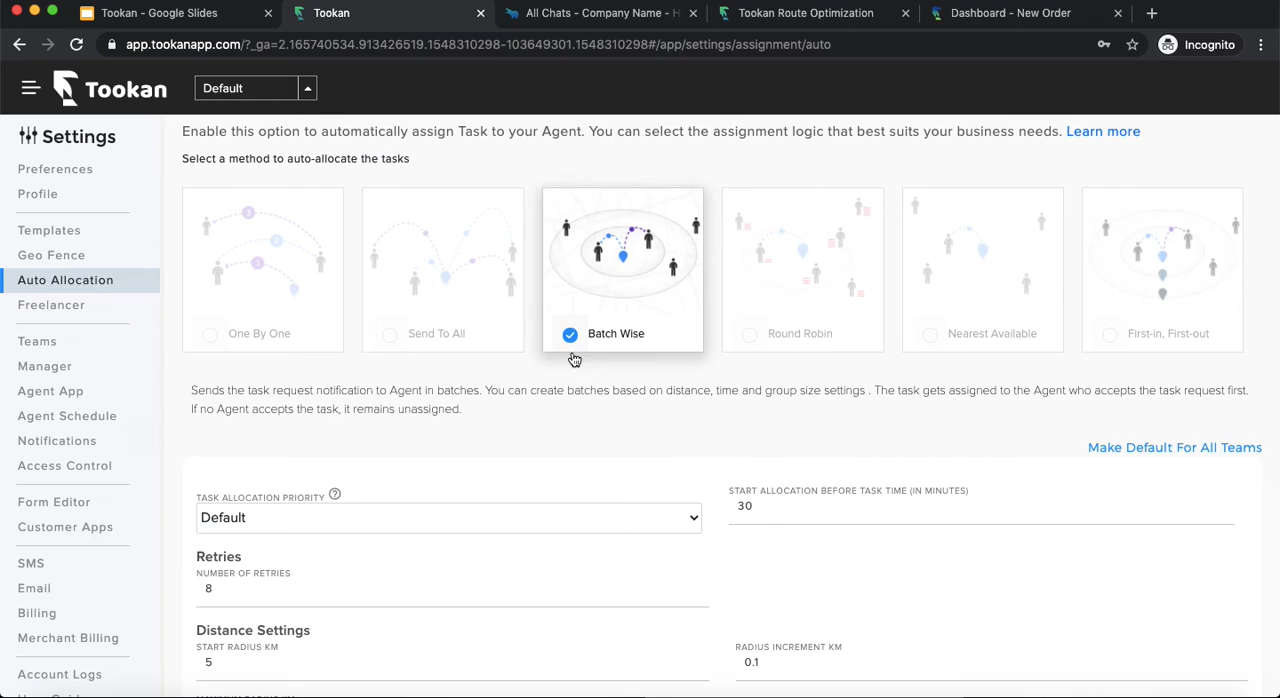 Tookan - Google Slides
Tookan
All Chats - Company Name - H
Tookan Route Optimization
Dashboard - New Order
app.tookanapp.com/?_ga=2.165740534.913426519.1548310298-103649301.1548310298#/app/settings/assignment/auto
Incognito
Tookan
Default
Settings
Preferences
Profile
Templates
Geo Fence
Auto Allocation
Freelancer
Teams
Manager
Agent App
Agent Schedule
Notifications
Access Control
Form Editor
Customer Apps
SMS
Email
Billing
Merchant Billing
Account Logs
Enable this option to automatically assign Task to your Agent. You can select the assignment logic that best suits your business needs. Learn more
Select a method to auto-allocate the tasks
3
2
1
One By One
Send To All
Batch Wise
Round Robin
Nearest Available
First-in, First-out
Sends the task request notification to Agent in batches. You can create batches based on distance, time and group size settings . The task gets assigned to the Agent who accepts the task request first.
If no Agent accepts the task, it remains unassigned.
Make Default For All Teams
TASK ALLOCATION PRIORITY ?
Default
START ALLOCATION BEFORE TASK TIME (IN MINUTES)
30
Retries
NUMBER OF RETRIES
8
Distance Settings
START RADIUS KM
5
RADIUS INCREMENT KM
0.1